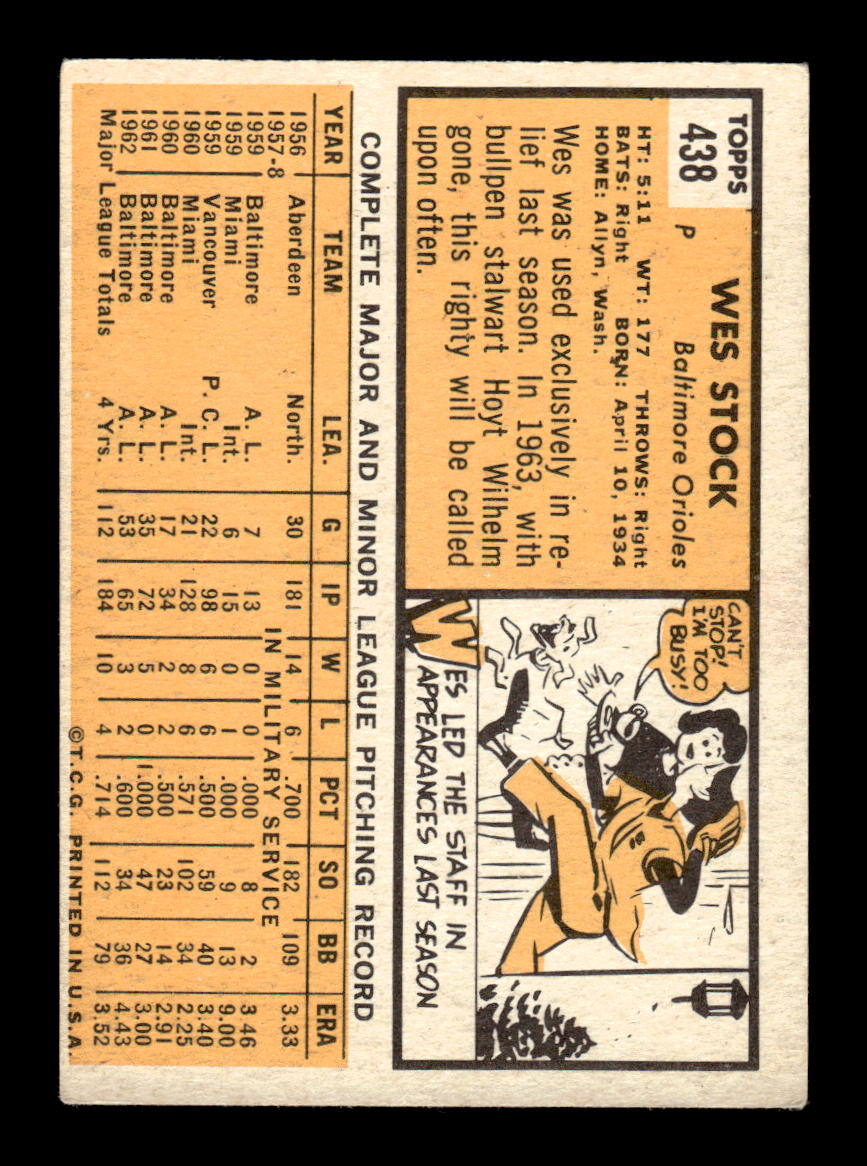 TOPPS
438
P
WES STOCK
Baltimore Orioles
HT: 5:11 WT: 177 THROWS: Right
BATS: Right BORN: April 10, 1934
HOME: Allyn, Wash.
Wes was used exclusively in re-
lief last season. In 1963, with
bullpen stalwart Hoyt Wilhelm
gone, this righty will be called
upon often.
CAN'T
STOP!
I'M TOO
BUSY!
WES LED THE STAFF IN
APPEARANCES LAST SEASON
COMPLETE MAJOR AND MINOR LEAGUE PITCHING RECORD
YEAR TEAM LEA. G IP W L PCT SO BB ERA
1956 Aberdeen North. 30 181 14 6 .700 182 109 3.33
1957-8 IN MILITARY SERVICE
1959 Baltimore A. L. 7 13 0 0 .000 8 2 3.46
1959 Miami Int. 6 15 0 1 .000 9 13 9.00
1959 Vancouver P. C. L. 22 98 6 6 .500 59 40 3.40
1960 Miami Int. 21 128 8 6 .571 102 34 2.25
1960 Baltimore A. L. 17 34 2 2 .500 23 14 2.91
1961 Baltimore A. L. 35 72 5 0 1.000 47 27 3.00
1962 Baltimore A. L. 53 65 3 2 .600 34 36 4.43
Major League Totals 4 Yrs. 112 184 10 4 .714 112 79 3.52
©T.C.G. PRINTED IN U.S.A.